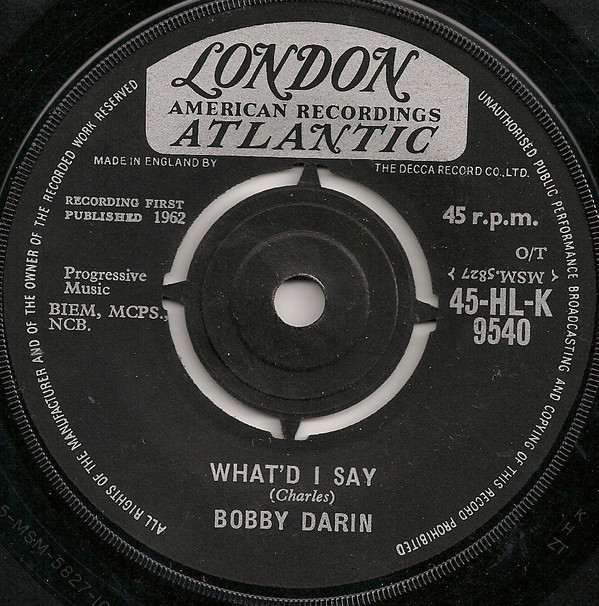 LONDON
AMERICAN RECORDINGS
ATLANTIC
MADE IN ENGLAND BY
THE DECCA RECORD CO., LTD.
RECORDING FIRST
PUBLISHED 1962
45 r.p.m.
O/T
Progressive
Music
BIEM, MCPS.,
NCB.
MSM.5827
45-HL-K
9540
WHAT'D I SAY
(Charles)
BOBBY DARIN
ALL RIGHTS OF THE MANUFACTURER AND OF THE OWNER OF THE RECORDED WORK RESERVED
UNAUTHORISED PUBLIC PERFORMANCE BROADCASTING AND COPYING OF THIS RECORD PROHIBITED
-MSM-5827-